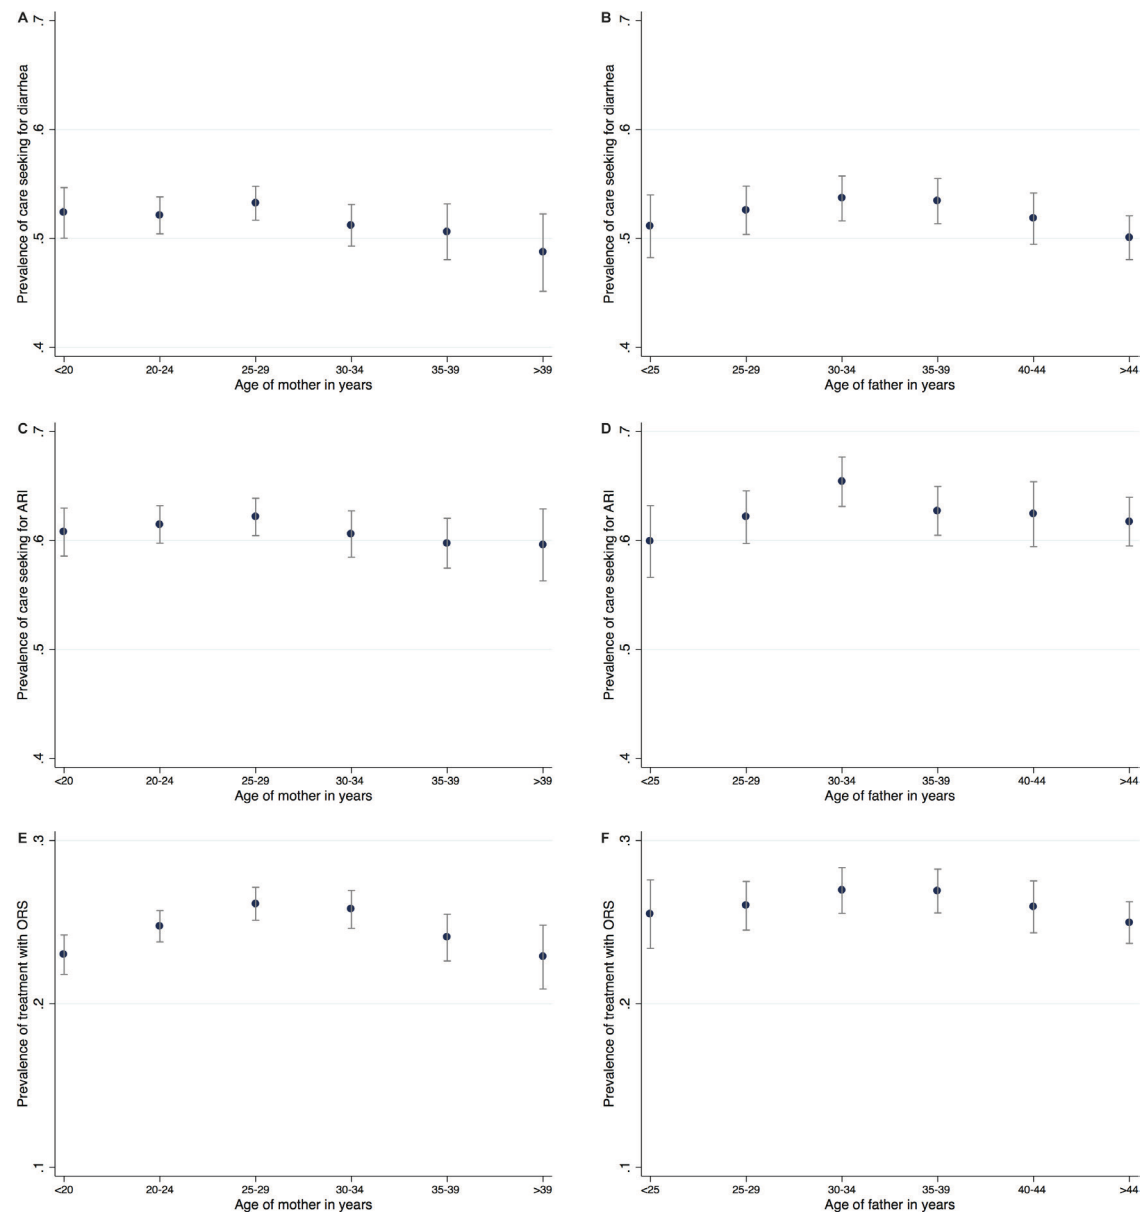 A
Prevalence of care seeking for diarrhea
.7
.6
.5
.4
<20 20-24 25-29 30-34 35-39 >39
Age of mother in years
B
Prevalence of care seeking for diarrhea
.7
.6
.5
.4
<25 25-29 30-34 35-39 40-44 >44
Age of father in years
C
Prevalence of care seeking for ARI
.7
.6
.5
.4
<20 20-24 25-29 30-34 35-39 >39
Age of mother in years
D
Prevalence of care seeking for ARI
.7
.6
.5
.4
<25 25-29 30-34 35-39 40-44 >44
Age of father in years
E
Prevalence of treatment with ORS
.3
.2
.1
<20 20-24 25-29 30-34 35-39 >39
Age of mother in years
F
Prevalence of treatment with ORS
.3
.2
.1
<25 25-29 30-34 35-39 40-44 >44
Age of father in years